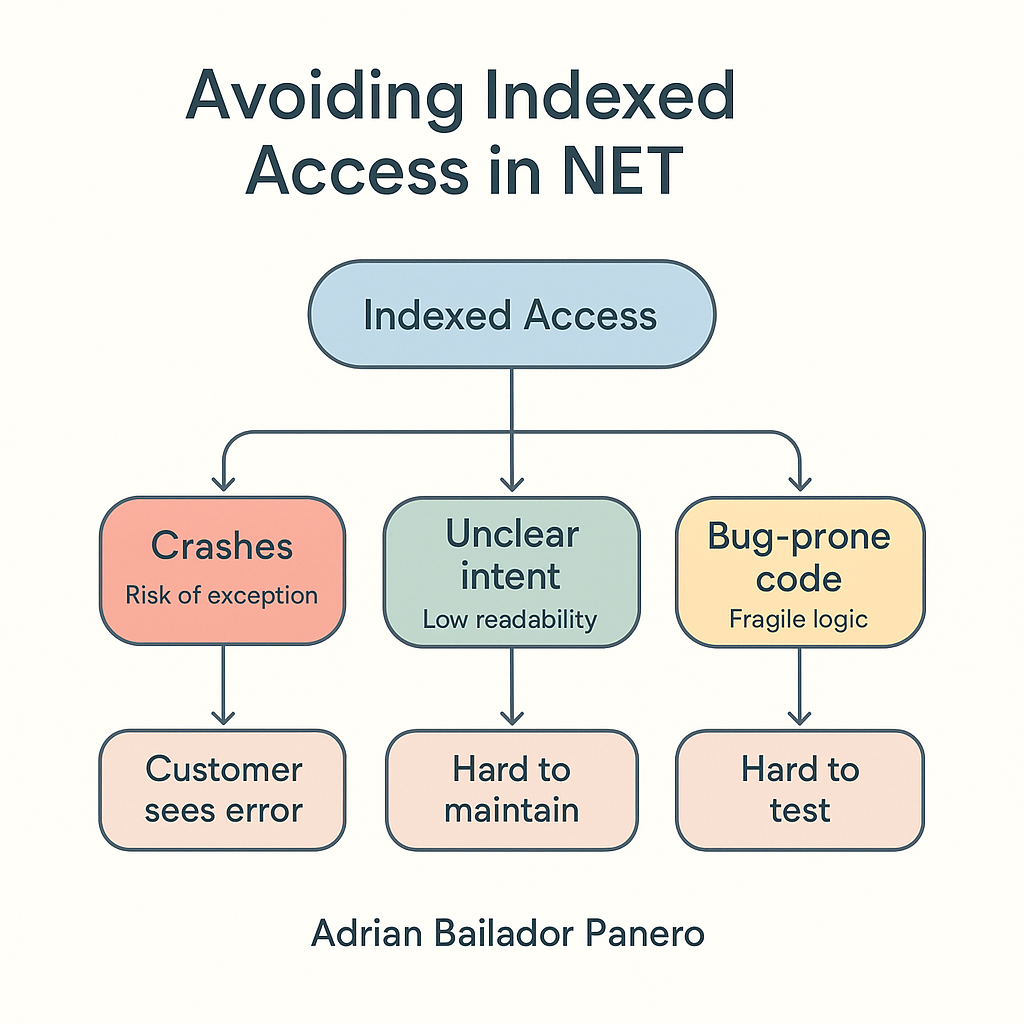 Avoiding Indexed
Access in NET
Indexed Access
Crashes
Risk of exception
Unclear
intent
Low readability
Bug-prone
code
Fragile logic
Customer
sees error
Hard to
maintain
Hard to
test
Adrian Bailador Panero